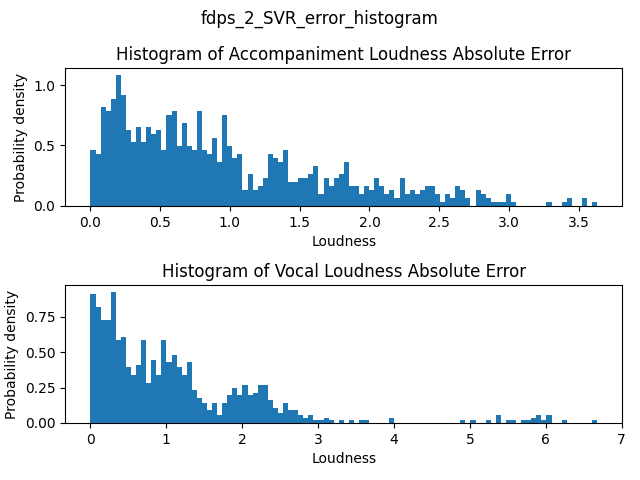 fdps_2_SVR_error_histogram
Histogram of Accompaniment Loudness Absolute Error
Probability density
1.0
0.5
0.0
0.0 0.5 1.0 1.5 2.0 2.5 3.0 3.5
Loudness
Histogram of Vocal Loudness Absolute Error
Probability density
0.75
0.50
0.25
0.00
0 1 2 3 4 5 6 7
Loudness